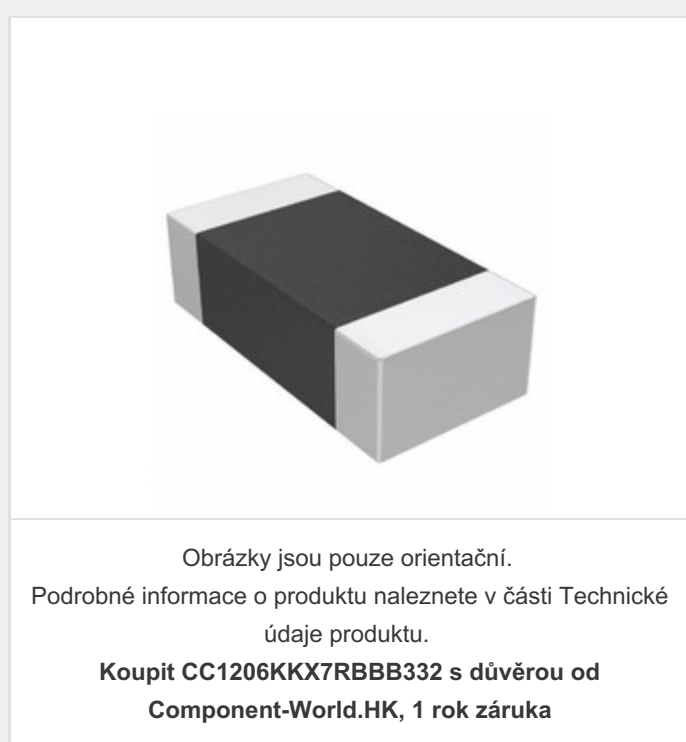 Obrázky jsou pouze orientační.
Podrobné informace o produktu naleznete v části Technické
údaje produktu.
Koupit CC1206KKX7RBBB332 s důvěrou od
Component-World.HK, 1 rok záruka